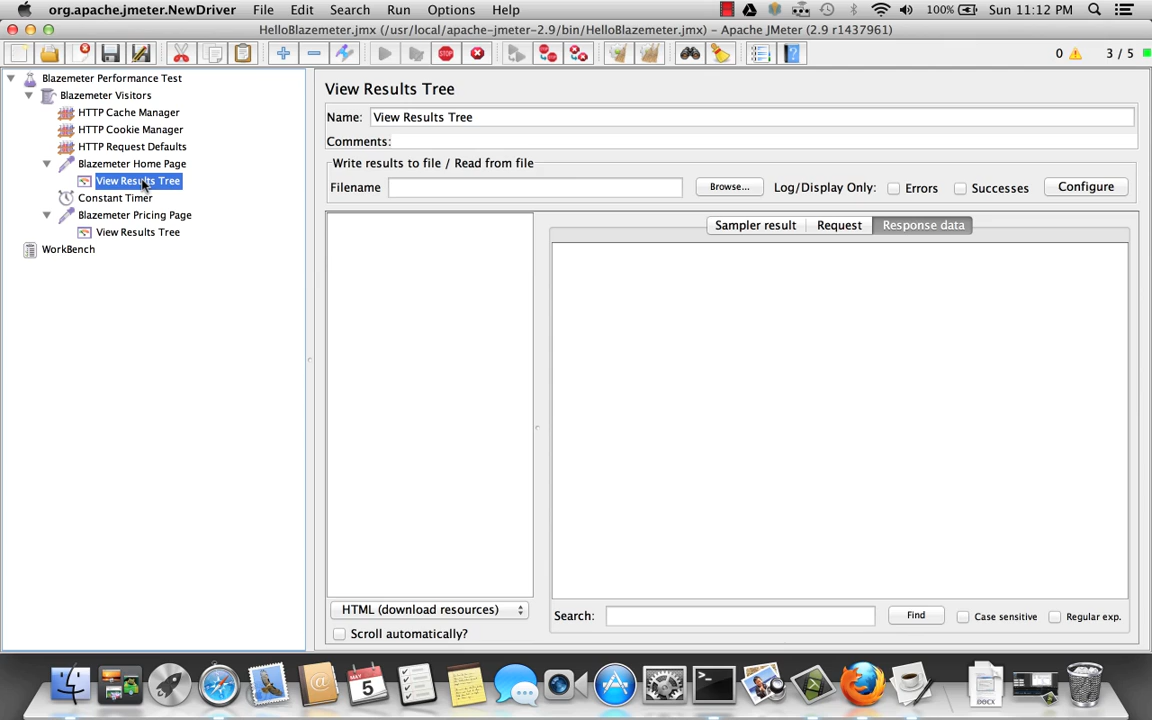 org.apache.jmeter.NewDriver File Edit Search Run Options Help 100% Sun 11:12 PM
HelloBlazemeter.jmx (/usr/local/apache-jmeter-2.9/bin/HelloBlazemeter.jmx) – Apache JMeter (2.9 r1437961)
STOP 0 3 / 5
Blazemeter Performance Test
Blazemeter Visitors
HTTP Cache Manager
HTTP Cookie Manager
HTTP Request Defaults
Blazemeter Home Page
View Results Tree
Constant Timer
Blazemeter Pricing Page
View Results Tree
WorkBench
View Results Tree
Name: View Results Tree
Comments:
Write results to file / Read from file
Filename Browse... Log/Display Only: Errors Successes Configure
Sampler result Request Response data
HTML (download resources)
Scroll automatically?
Search: Find Case sensitive Regular exp.
MAY
5
DOCX